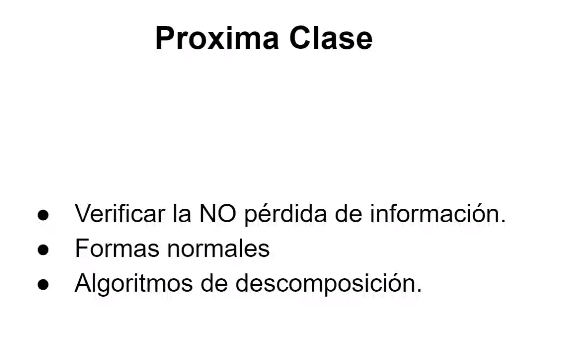 Proxima Clase
● Verificar la NO pérdida de información.
● Formas normales
● Algoritmos de descomposición.